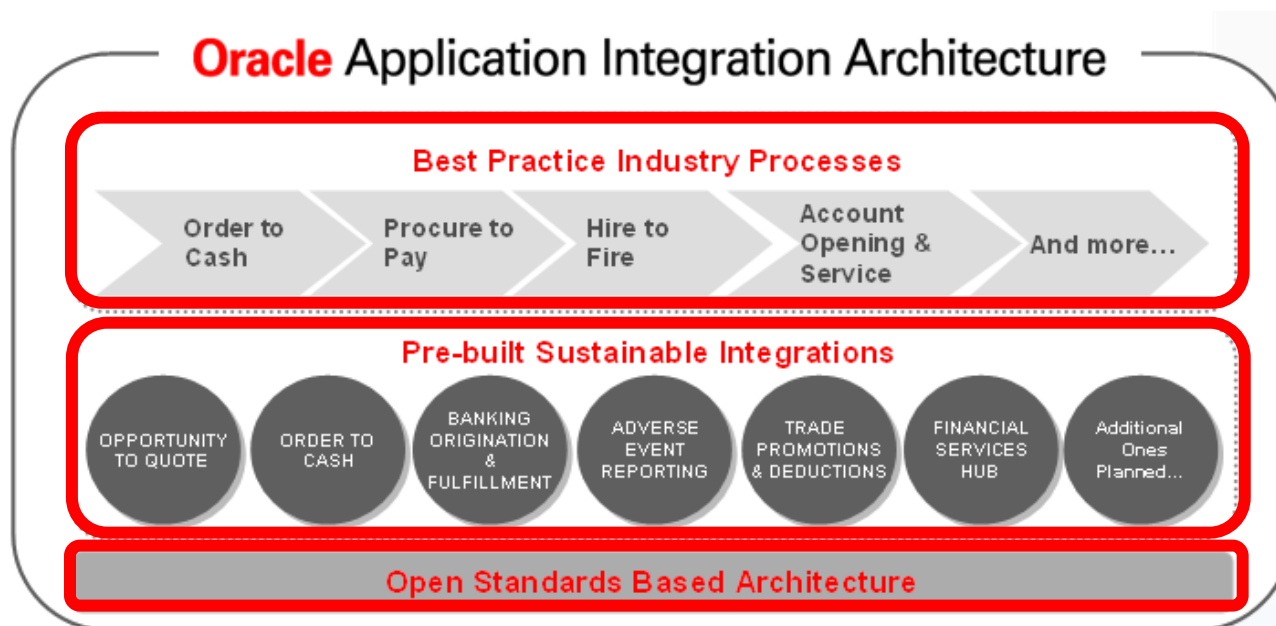 Oracle Application Integration Architecture
Best Practice Industry Processes
Order to
Cash
Procure to
Pay
Hire to
Fire
Account
Opening &
Service
And more...
Pre-built Sustainable Integrations
OPPORTUNITY
TO QUOTE
ORDER TO
CASH
BANKING
ORIGINATION
&
FULFILLMENT
ADVERSE
EVENT
REPORTING
TRADE
PROMOTIONS
& DEDUCTIONS
FINANCIAL
SERVICES
HUB
Additional
Ones
Planned...
Open Standards Based Architecture